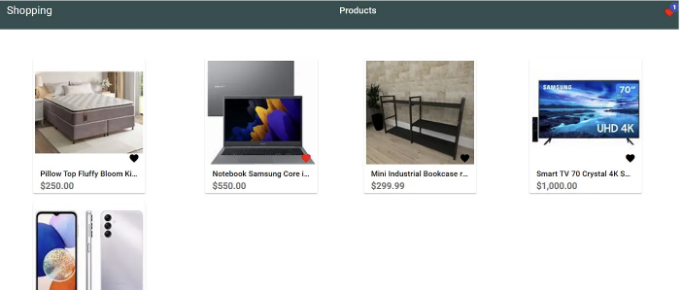 Shopping
Products
1
SAMSUNG
70"
UHD 4K
Pillow Top Fluffy Bloom Ki...
$250.00
Notebook Samsung Core i...
$550.00
Mini Industrial Bookcase r...
$299.99
Smart TV 70 Crystal 4K S...
$1,000.00